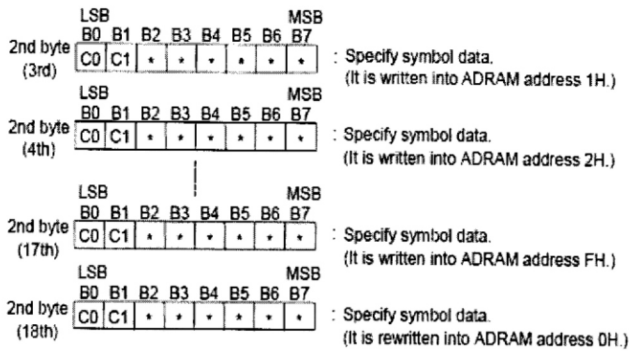 LSB MSB
B0 B1 B2 B3 B4 B5 B6 B7
2nd byte C0 C1 * * * * * * : Specify symbol data.
(3rd) (It is written into ADRAM address 1H.)
LSB MSB
B0 B1 B2 B3 B4 B5 B6 B7
2nd byte C0 C1 * * * * * * : Specify symbol data.
(4th) (It is written into ADRAM address 2H.)
LSB MSB
B0 B1 B2 B3 B4 B5 B6 B7
2nd byte C0 C1 * * * * * * : Specify symbol data.
(17th) (It is written into ADRAM address FH.)
LSB MSB
B0 B1 B2 B3 B4 B5 B6 B7
2nd byte C0 C1 * * * * * * : Specify symbol data.
(18th) (It is rewritten into ADRAM address 0H.)